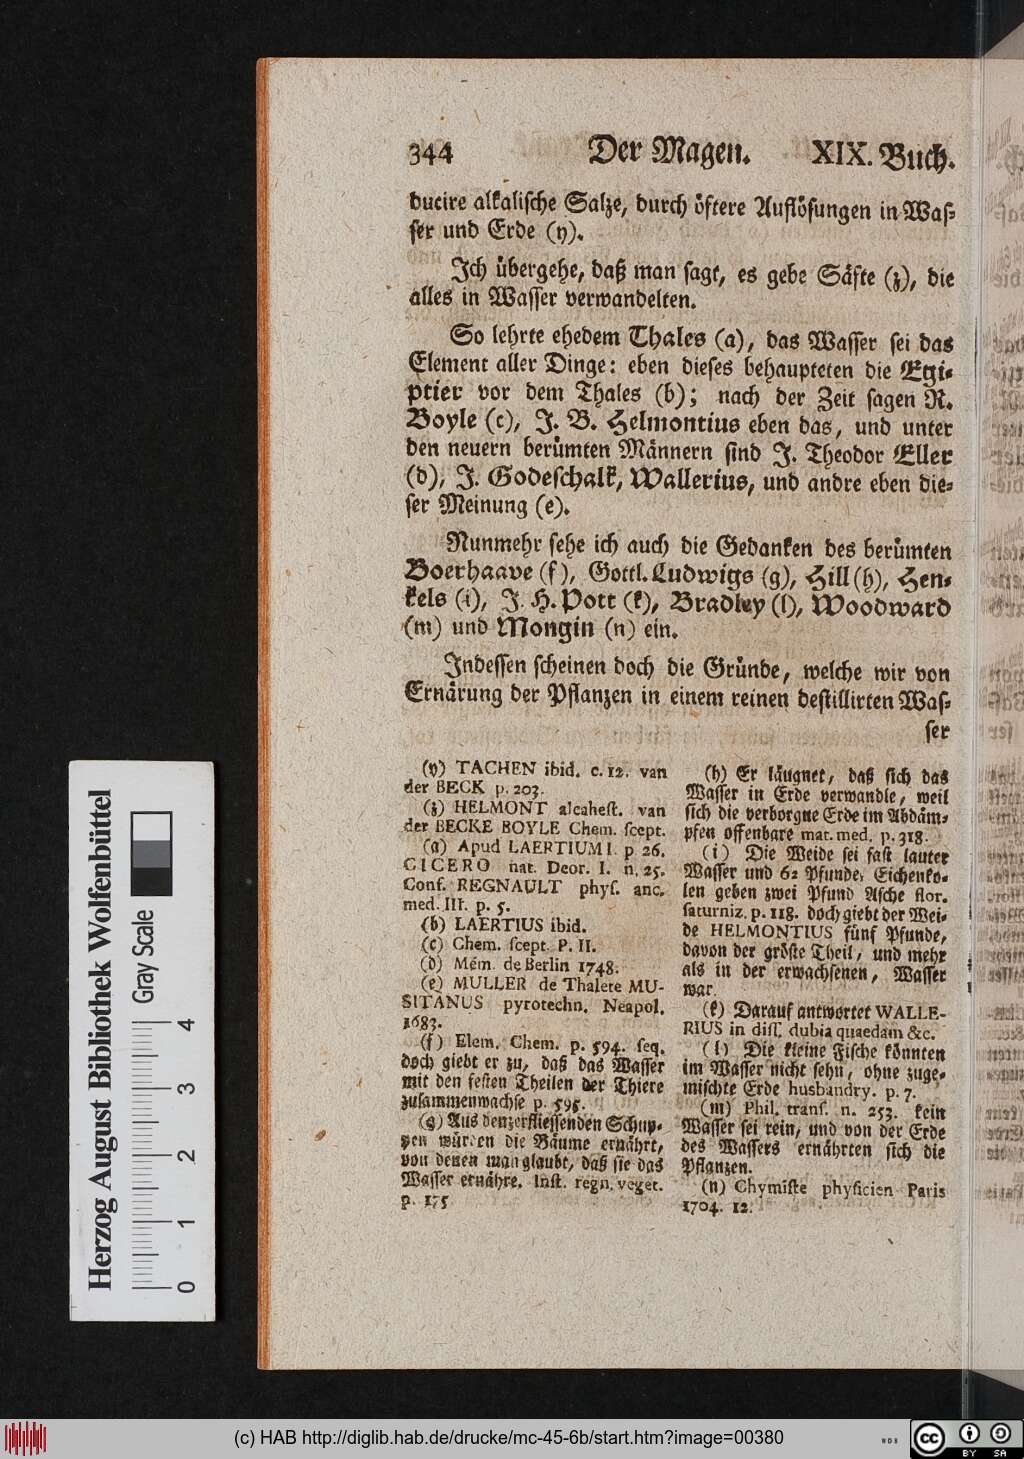 344 Der Magen. XIX. Buch.
ducire alkalische Salze, durch öftere Auflösungen in Was-
ser und Erde (y).
Ich übergehe, daß man sagt, es gebe Säfte (z), die
alles in Wasser verwandelten.
So lehrte ehedem Thales (a), das Wasser sei das
Element aller Dinge: eben dieses behaupteten die Egi-
ptier vor dem Thales (b); nach der Zeit sagen R.
Boyle (c), J. B. Helmontius eben das, und unter
den neuern berümten Männern sind J. Theodor Eller
(d), J. Godeschalk, Wallerius, und andre eben die-
ser Meinung (e).
Nunmehr sehe ich auch die Gedanken des berümten
Boerhaave (f), Gottl. Ludwigs (g), Hill (h), Hen-
kels (i), J. H. Pott (k), Bradley (l), Woodward
(m) und Mongin (n) ein.
Indessen scheinen doch die Gründe, welche wir von
Ernärung der Pflanzen in einem reinen destillirten Was-
ser
(y) TACHEN ibid. c. 12. van
der BECK p. 203.
(z) HELMONT alcahest. van
der BECKE BOYLE Chem. scept.
(a) Apud LAERTIUM I. p. 26.
CICERO nat. Deor. I. n. 25.
Conf. REGNAULT phys. anc.
med. III. p. 5.
(b) LAERTIUS ibid.
(c) Chem. scept. P. II.
(d) Mém. de Berlin 1748.
(e) MULLER de Thalete MU-
SITANUS pyrotechn. Neapol.
1683.
(f) Elem. Chem. p. 594. seq.
doch giebt er zu, daß das Wasser
mit den festen Theilen der Thiere
zusammenwachse p. 595.
(g) Aus den zerfliessenden Schup-
pen würden die Bäume ernährt,
von denen man glaubt, daß sie das
Wasser ernähre. Inst. regn. veget.
p. 175
(h) Er läugnet, daß sich das
Wasser in Erde verwandle, weil
sich die verborgne Erde im Abdäm-
pfen offenbare mat. med. p. 318.
(i) Die Weide sei fast lauter
Wasser und 62 Pfunde, Eichenko-
len geben zwei Pfund Asche flor.
saturniz. p. 118. doch giebt der Wei-
de HELMONTIUS fünf Pfunde,
davon der gröste Theil, und mehr
als in der erwachsenen, Wasser
war.
(k) Darauf antwortet WALLE-
RIUS in diss. dubia quaedam &c.
(l) Die kleine Fische könnten
im Wasser nicht sehn, ohne zuge-
mischte Erde husbandry. p. 7.
(m) Phil. trans. n. 253. kein
Wasser sei rein, und von der Erde
des Wassers ernährten sich die
Pflanzen.
(n) Chymiste physicien Paris
1704. 12.
Herzog August Bibliothek Wolfenbüttel
Gray Scale
0 1 2 3 4
(c) HAB http://diglib.hab.de/drucke/mc-45-6b/start.htm?image=00380
WDB
cc BY SA